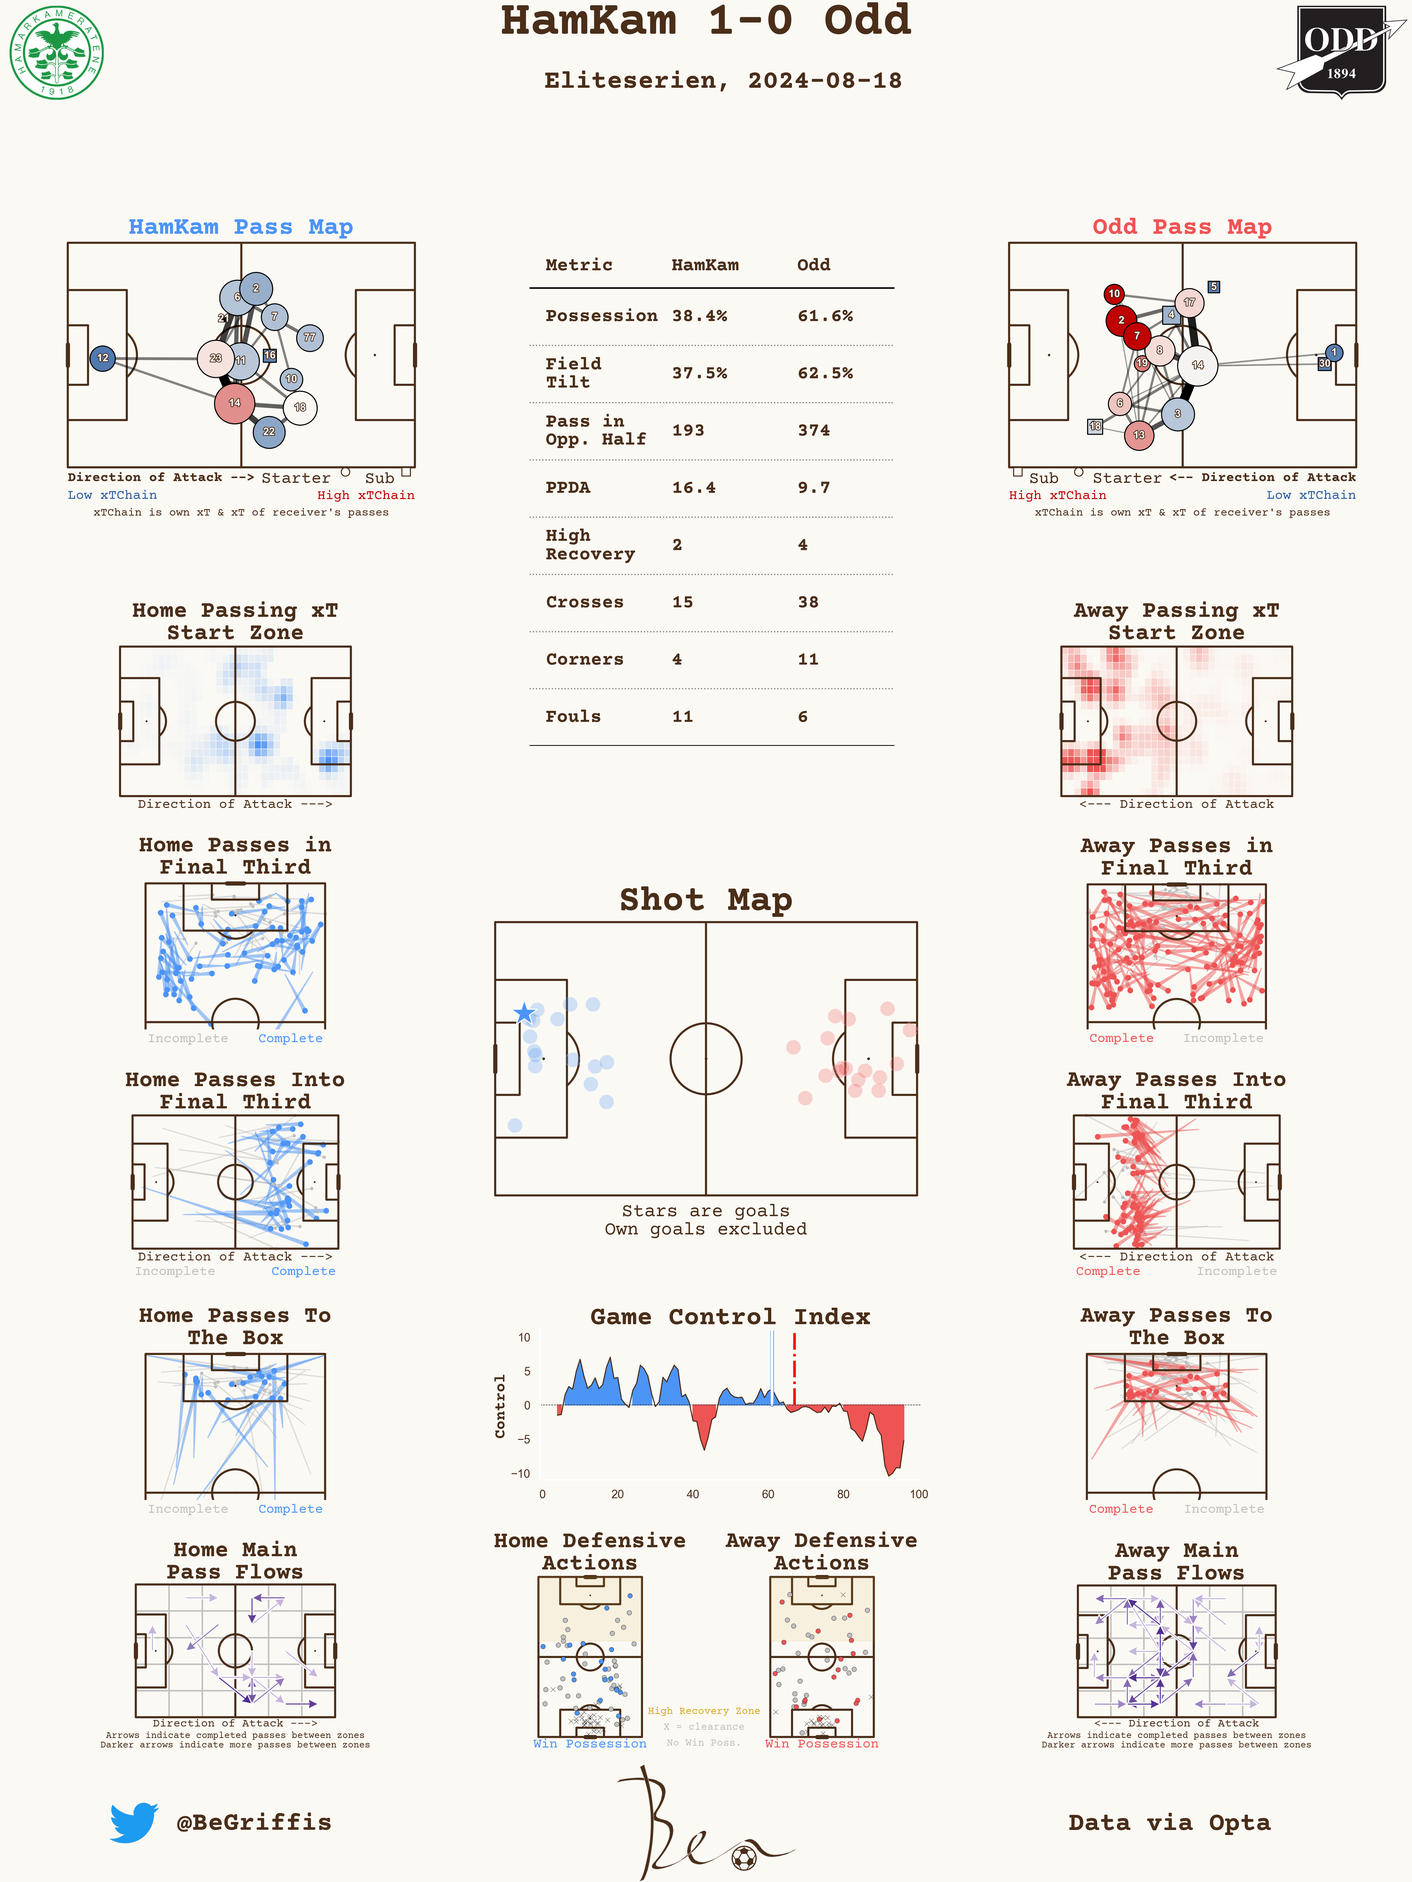 HamKam 1-0 Odd
Eliteserien, 2024-08-18
HAMARKAMERATENE
1918
ODD
1894
HamKam Pass Map
6
2
7
77
12
23
11
16
10
14
18
22
Direction of Attack --> Starter Sub
Low xTChain High xTChain
xTChain is own xT & xT of receiver's passes
Metric HamKam Odd
Possession 38.4% 61.6%
Field
Tilt 37.5% 62.5%
Pass in
Opp. Half 193 374
PPDA 16.4 9.7
High
Recovery 2 4
Crosses 15 38
Corners 4 11
Fouls 11 6
Odd Pass Map
5
10
17
2
4
7
8
19
14
1
30
6
3
18
13
Sub Starter <-- Direction of Attack
High xTChain Low xTChain
xTChain is own xT & xT of receiver's passes
Home Passing xT
Start Zone
Direction of Attack --->
Away Passing xT
Start Zone
<--- Direction of Attack
Home Passes in
Final Third
Incomplete Complete
Away Passes in
Final Third
Complete Incomplete
Shot Map
Stars are goals
Own goals excluded
Home Passes Into
Final Third
Direction of Attack --->
Incomplete Complete
Away Passes Into
Final Third
<--- Direction of Attack
Complete Incomplete
Home Passes To
The Box
Incomplete Complete
Game Control Index
Control
10
5
0
−5
−10
0 20 40 60 80 100
Away Passes To
The Box
Complete Incomplete
Home Main
Pass Flows
Direction of Attack --->
Arrows indicate completed passes between zones
Darker arrows indicate more passes between zones
Home Defensive
Actions
Win Possession
High Recovery Zone
X = clearance
No Win Poss.
Away Defensive
Actions
Win Possession
Away Main
Pass Flows
<--- Direction of Attack
Arrows indicate completed passes between zones
Darker arrows indicate more passes between zones
@BeGriffis
Ben
Data via Opta